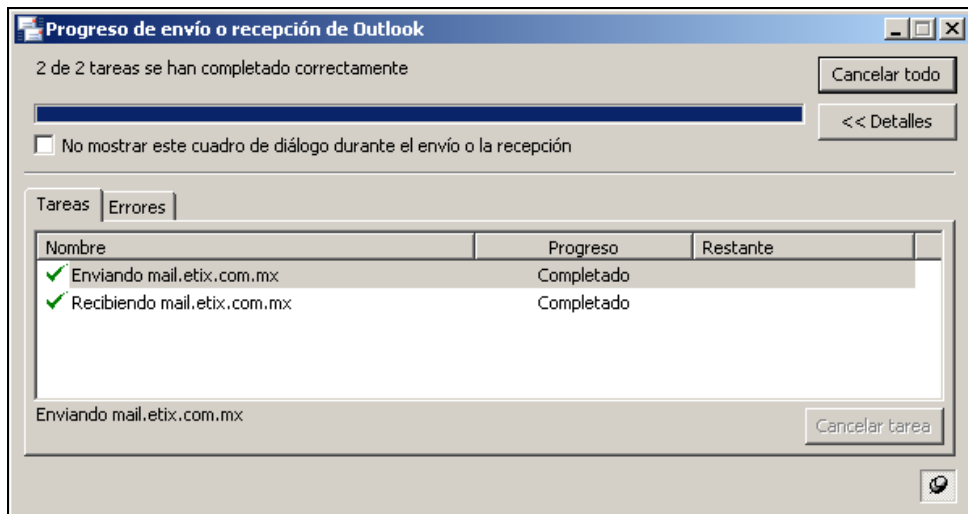 Progreso de envío o recepción de Outlook
2 de 2 tareas se han completado correctamente
Cancelar todo
<< Detalles
No mostrar este cuadro de diálogo durante el envío o la recepción
Tareas Errores
Nombre Progreso Restante
Enviando mail.etix.com.mx Completado
Recibiendo mail.etix.com.mx Completado
Enviando mail.etix.com.mx
Cancelar tarea